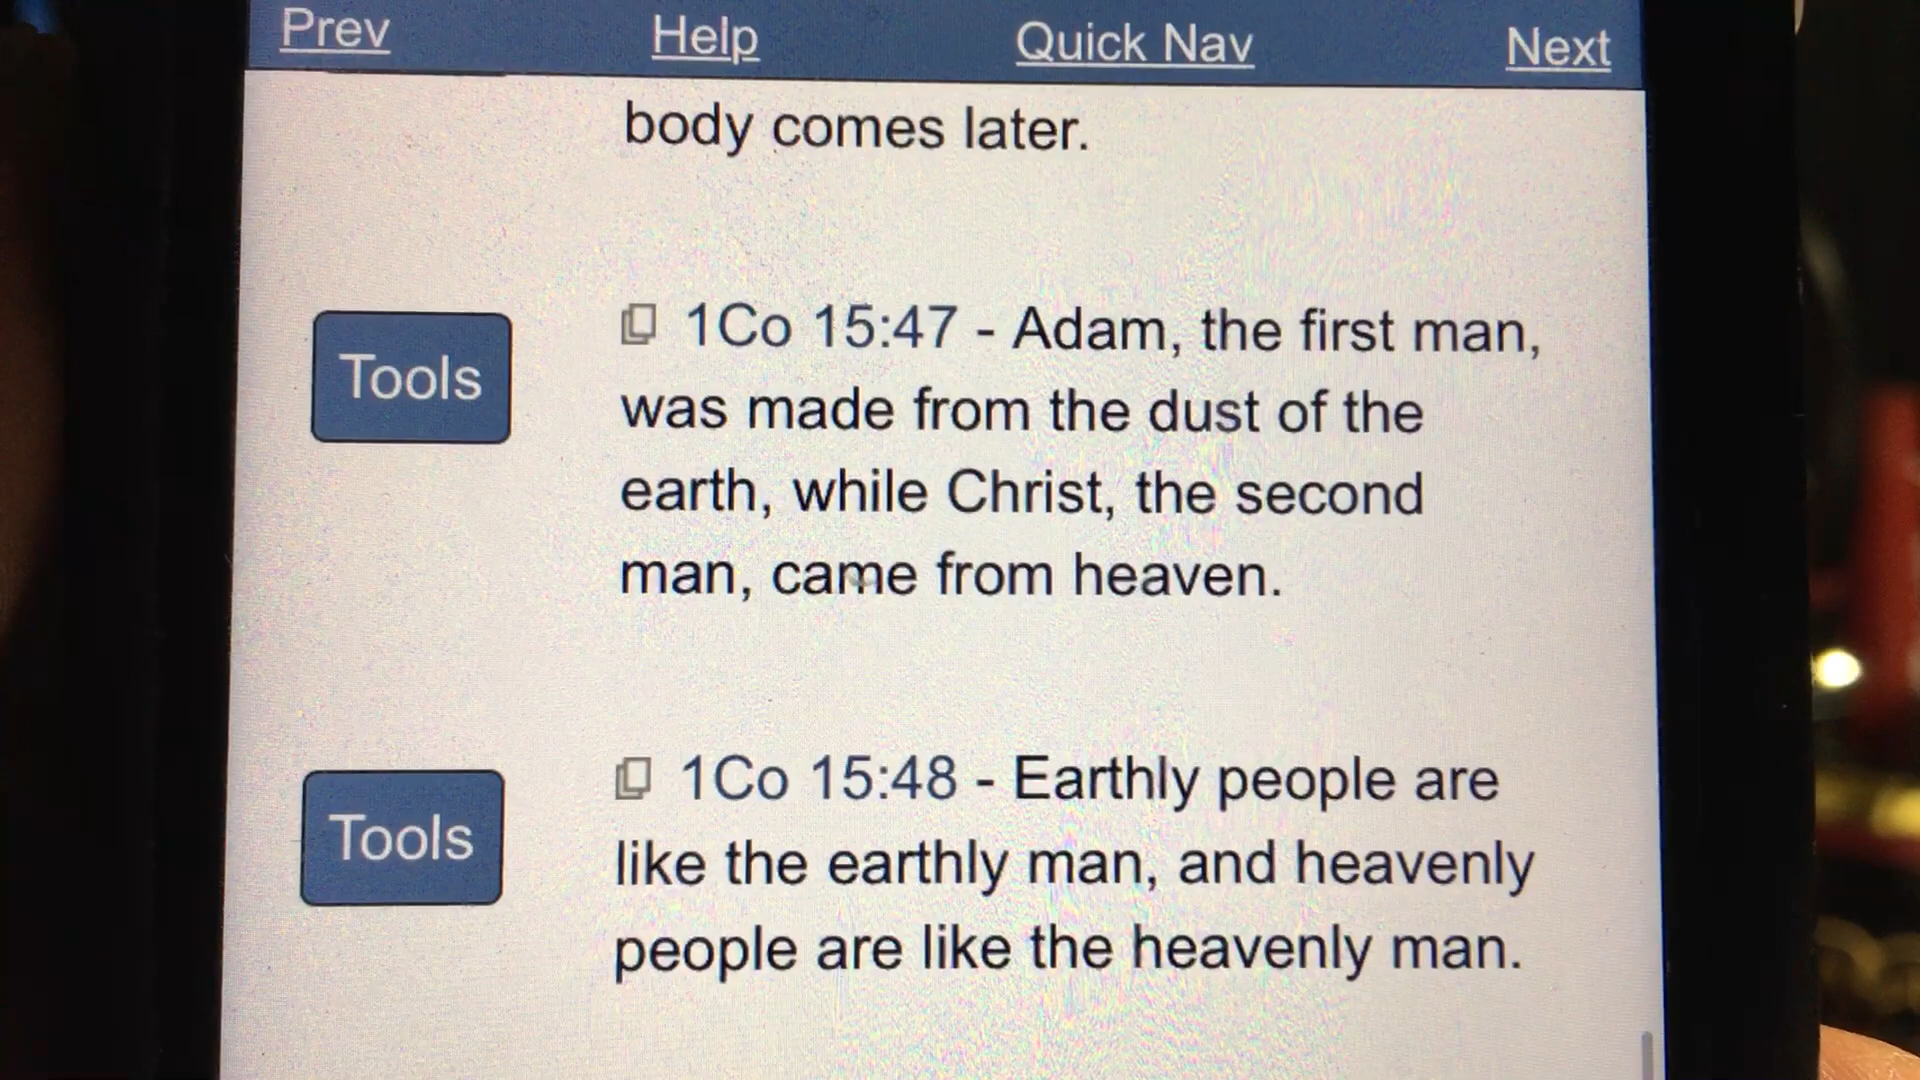 Prev Help Quick Nav Next
body comes later.
Tools
1Co 15:47 - Adam, the first man,
was made from the dust of the
earth, while Christ, the second
man, came from heaven.
Tools
1Co 15:48 - Earthly people are
like the earthly man, and heavenly
people are like the heavenly man.